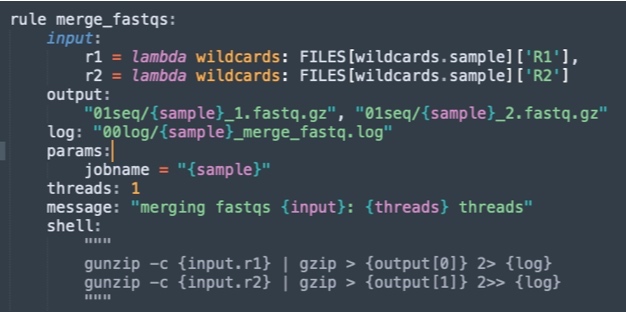 rule merge_fastqs:
    input:
        r1 = lambda wildcards: FILES[wildcards.sample]['R1'],
        r2 = lambda wildcards: FILES[wildcards.sample]['R2']
    output:
        "01seq/{sample}_1.fastq.gz", "01seq/{sample}_2.fastq.gz"
    log: "00log/{sample}_merge_fastq.log"
    params:
        jobname = "{sample}"
    threads: 1
    message: "merging fastqs {input}: {threads} threads"
    shell:
        """
        gunzip -c {input.r1} | gzip > {output[0]} 2> {log}
        gunzip -c {input.r2} | gzip > {output[1]} 2>> {log}
        """